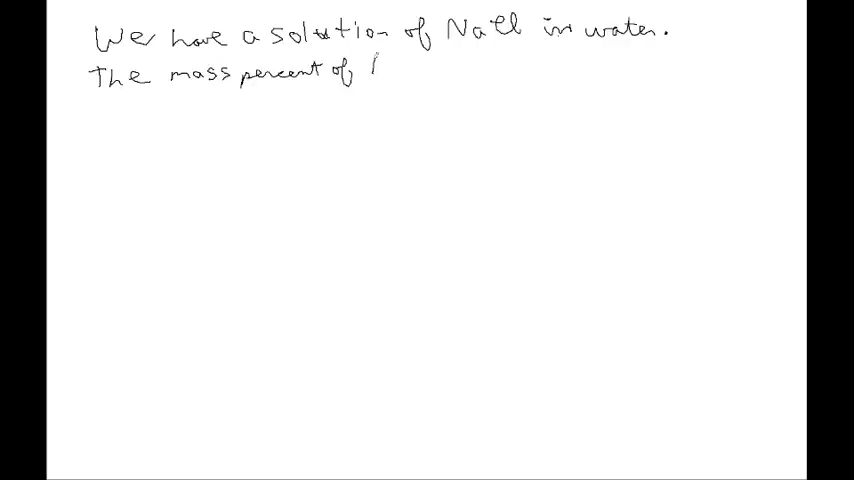 We have a solution of NaCl in water.
The mass percent of